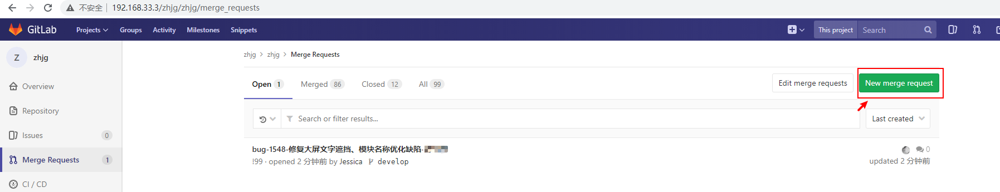 不安全 192.168.33.3/zhjg/zhjg/merge_requests
GitLab Projects Groups Activity Milestones Snippets This project Search
Z zhjg
Overview
Repository
Issues 0
Merge Requests 1
CI / CD
zhjg > zhjg > Merge Requests
Open 1 Merged 86 Closed 12 All 99 Edit merge requests New merge request
Search or filter results... Last created
bug-1548-修复大屏文字遮挡、模块名称优化缺陷- 0
!99 · opened 2 分钟前 by Jessica develop updated 2 分钟前